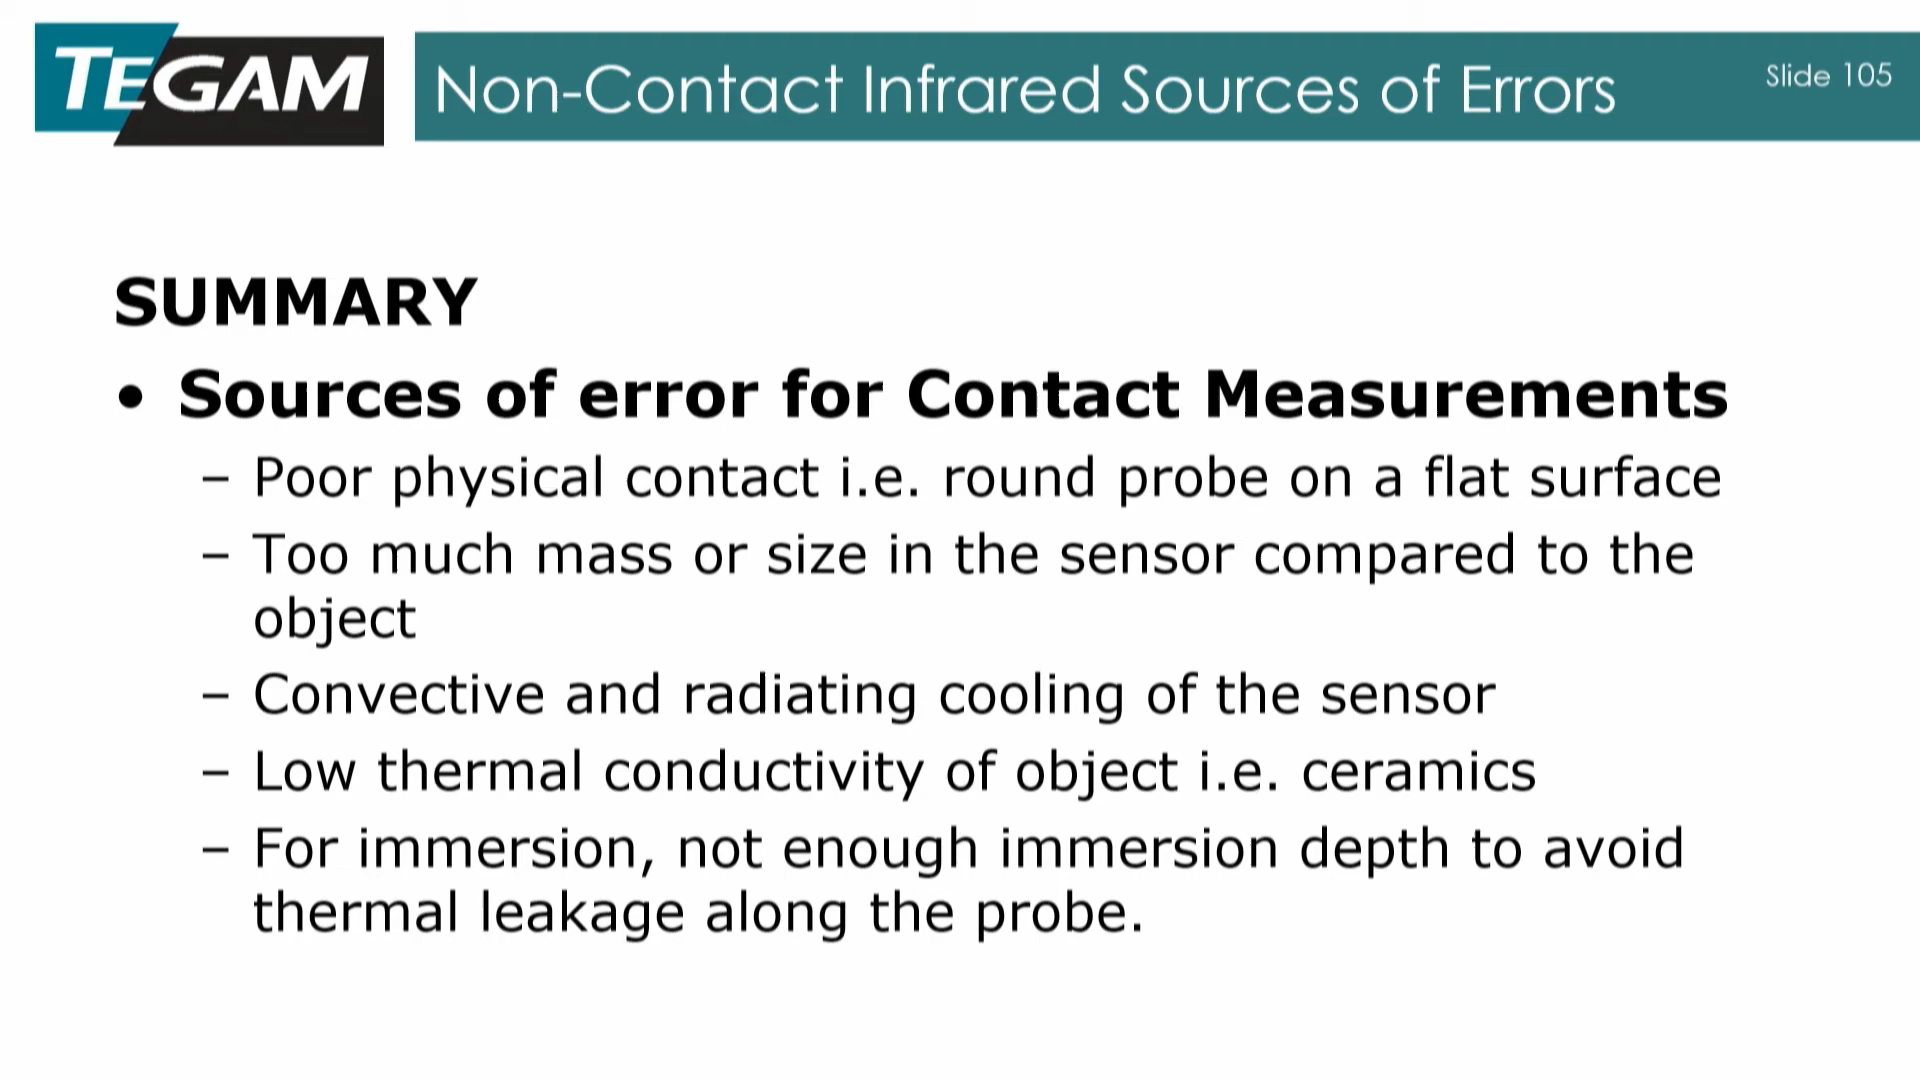 TEGAM
Non-Contact Infrared Sources of Errors
Slide 105
SUMMARY
• Sources of error for Contact Measurements
– Poor physical contact i.e. round probe on a flat surface
– Too much mass or size in the sensor compared to the
object
– Convective and radiating cooling of the sensor
– Low thermal conductivity of object i.e. ceramics
– For immersion, not enough immersion depth to avoid
thermal leakage along the probe.